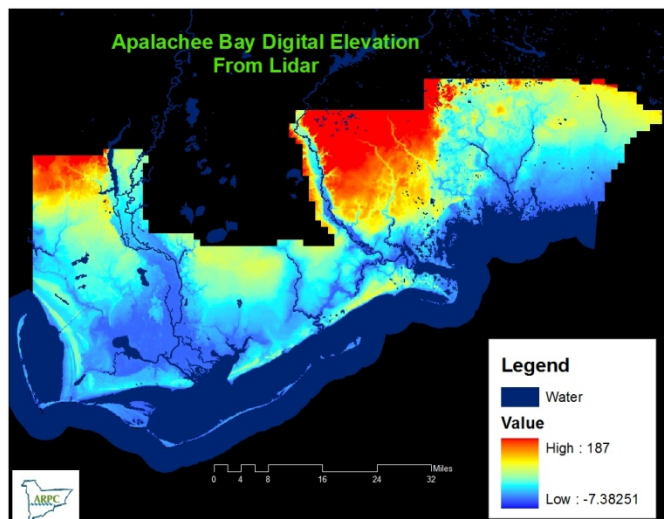 Apalachee Bay Digital Elevation
From Lidar
Legend
Water
Value
High : 187
Low : -7.38251
Miles
0 4 8 16 24 32
ARPC